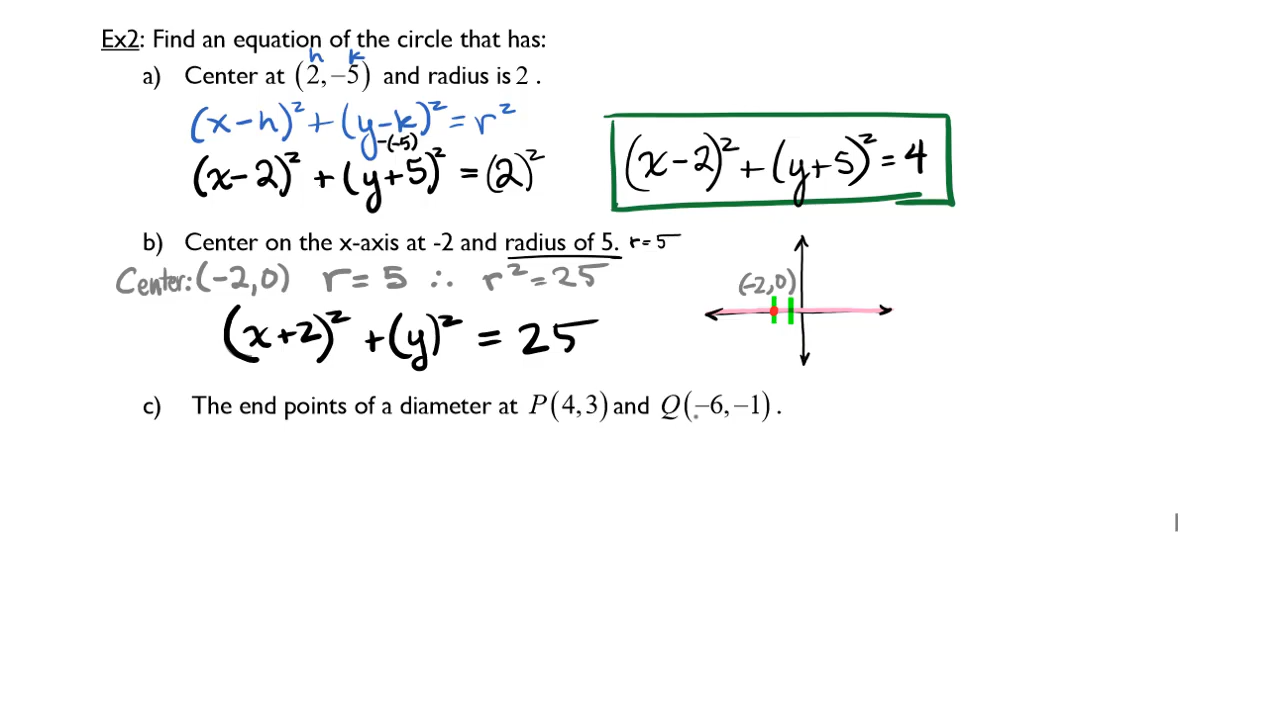 Ex2: Find an equation of the circle that has:
h k
a) Center at (2,−5) and radius is 2 .
(x−h)² + (y−k)² = r²
−(−5)
(x−2)² + (y+5)² = (2)²
(x−2)² + (y+5)² = 4
b) Center on the x-axis at -2 and radius of 5. r=5
Center: (−2,0) r = 5 ∴ r² = 25
(−2,0)
(x+2)² + (y)² = 25
c) The end points of a diameter at P(4,3) and Q(−6,−1) .